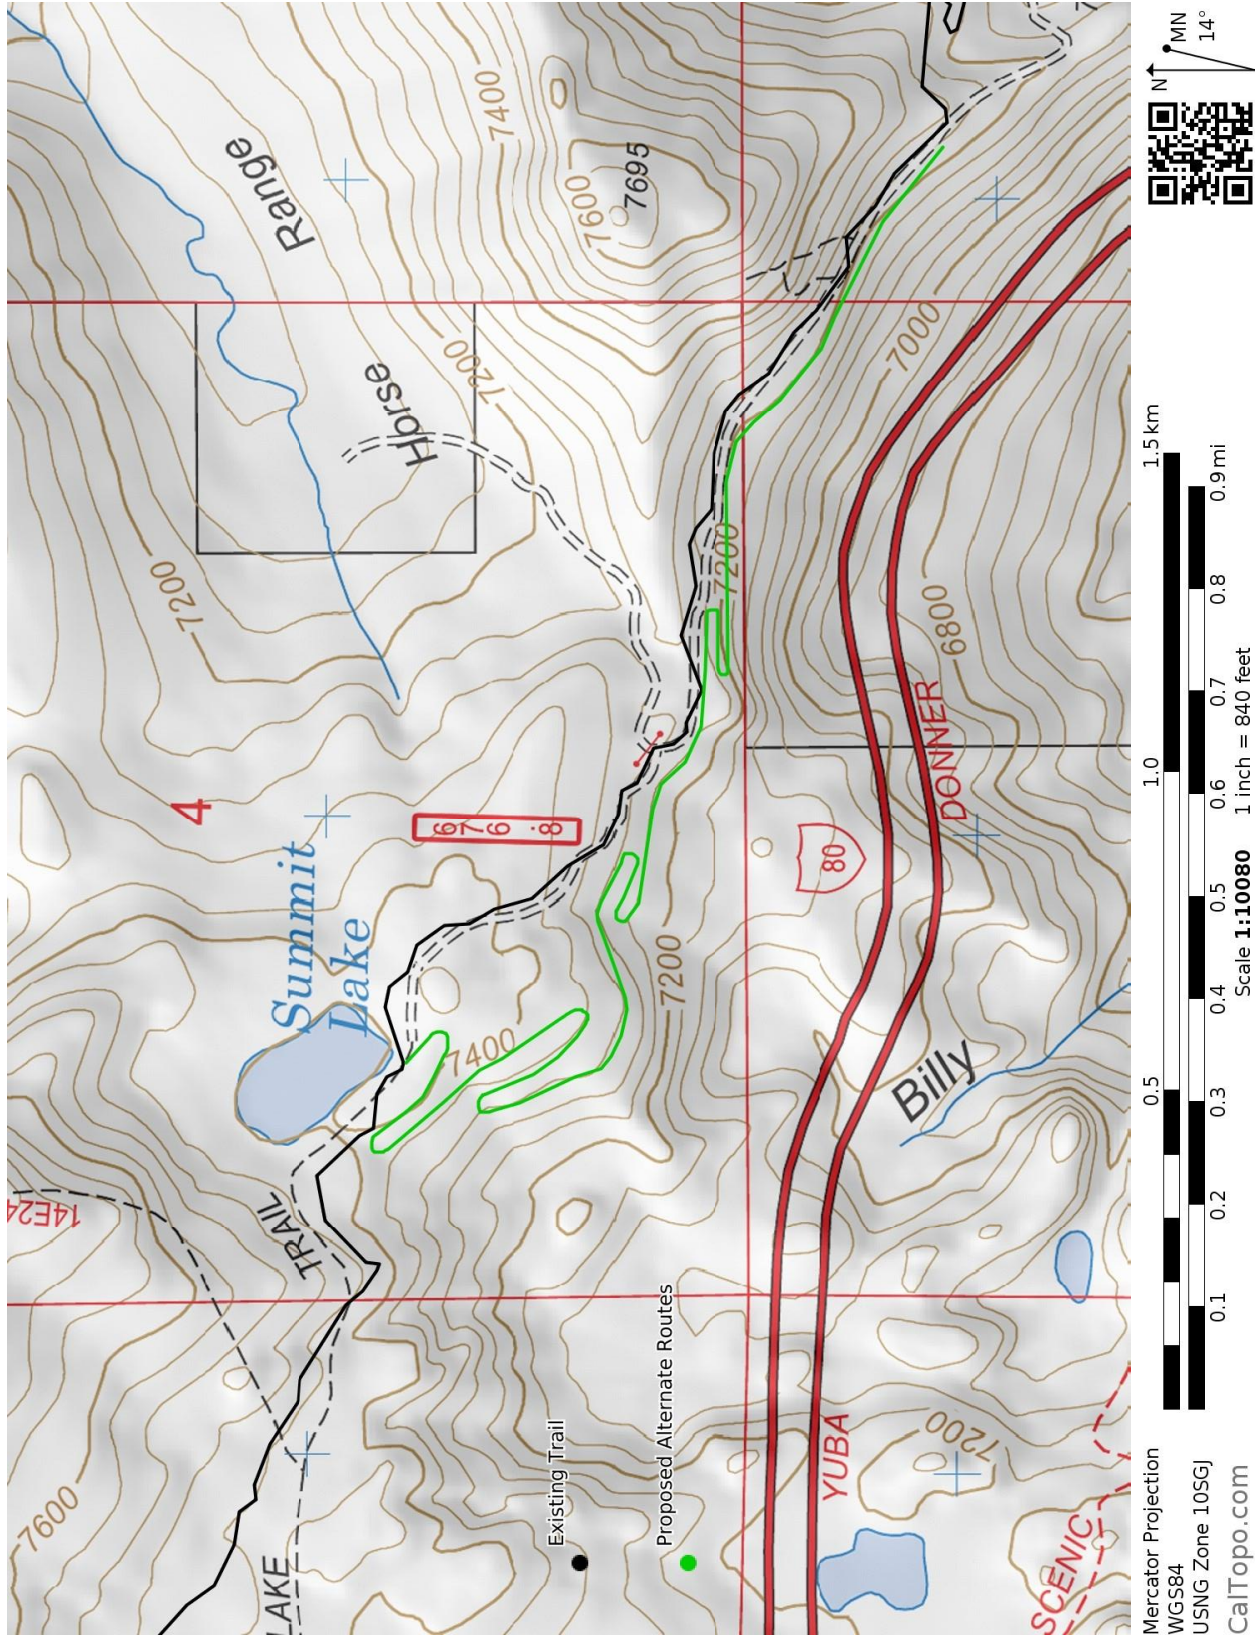 7600
LAKE
TRAIL
14E24
Summit
Lake
4
676.8
7200
Horse
Range
7400
7200
7600
7695
7400
7200
7200
7000
6800
80
DONNER
YUBA
Billy
7200
SCENIC
Existing Trail
Proposed Alternate Routes
Mercator Projection
WGS84
USNG Zone 10SGJ
CalTopo.com
0.5 1.0 1.5 km
0.1 0.2 0.3 0.4 0.5 0.6 0.7 0.8 0.9 mi
Scale 1:10080 1 inch = 840 feet
N
MN
14°